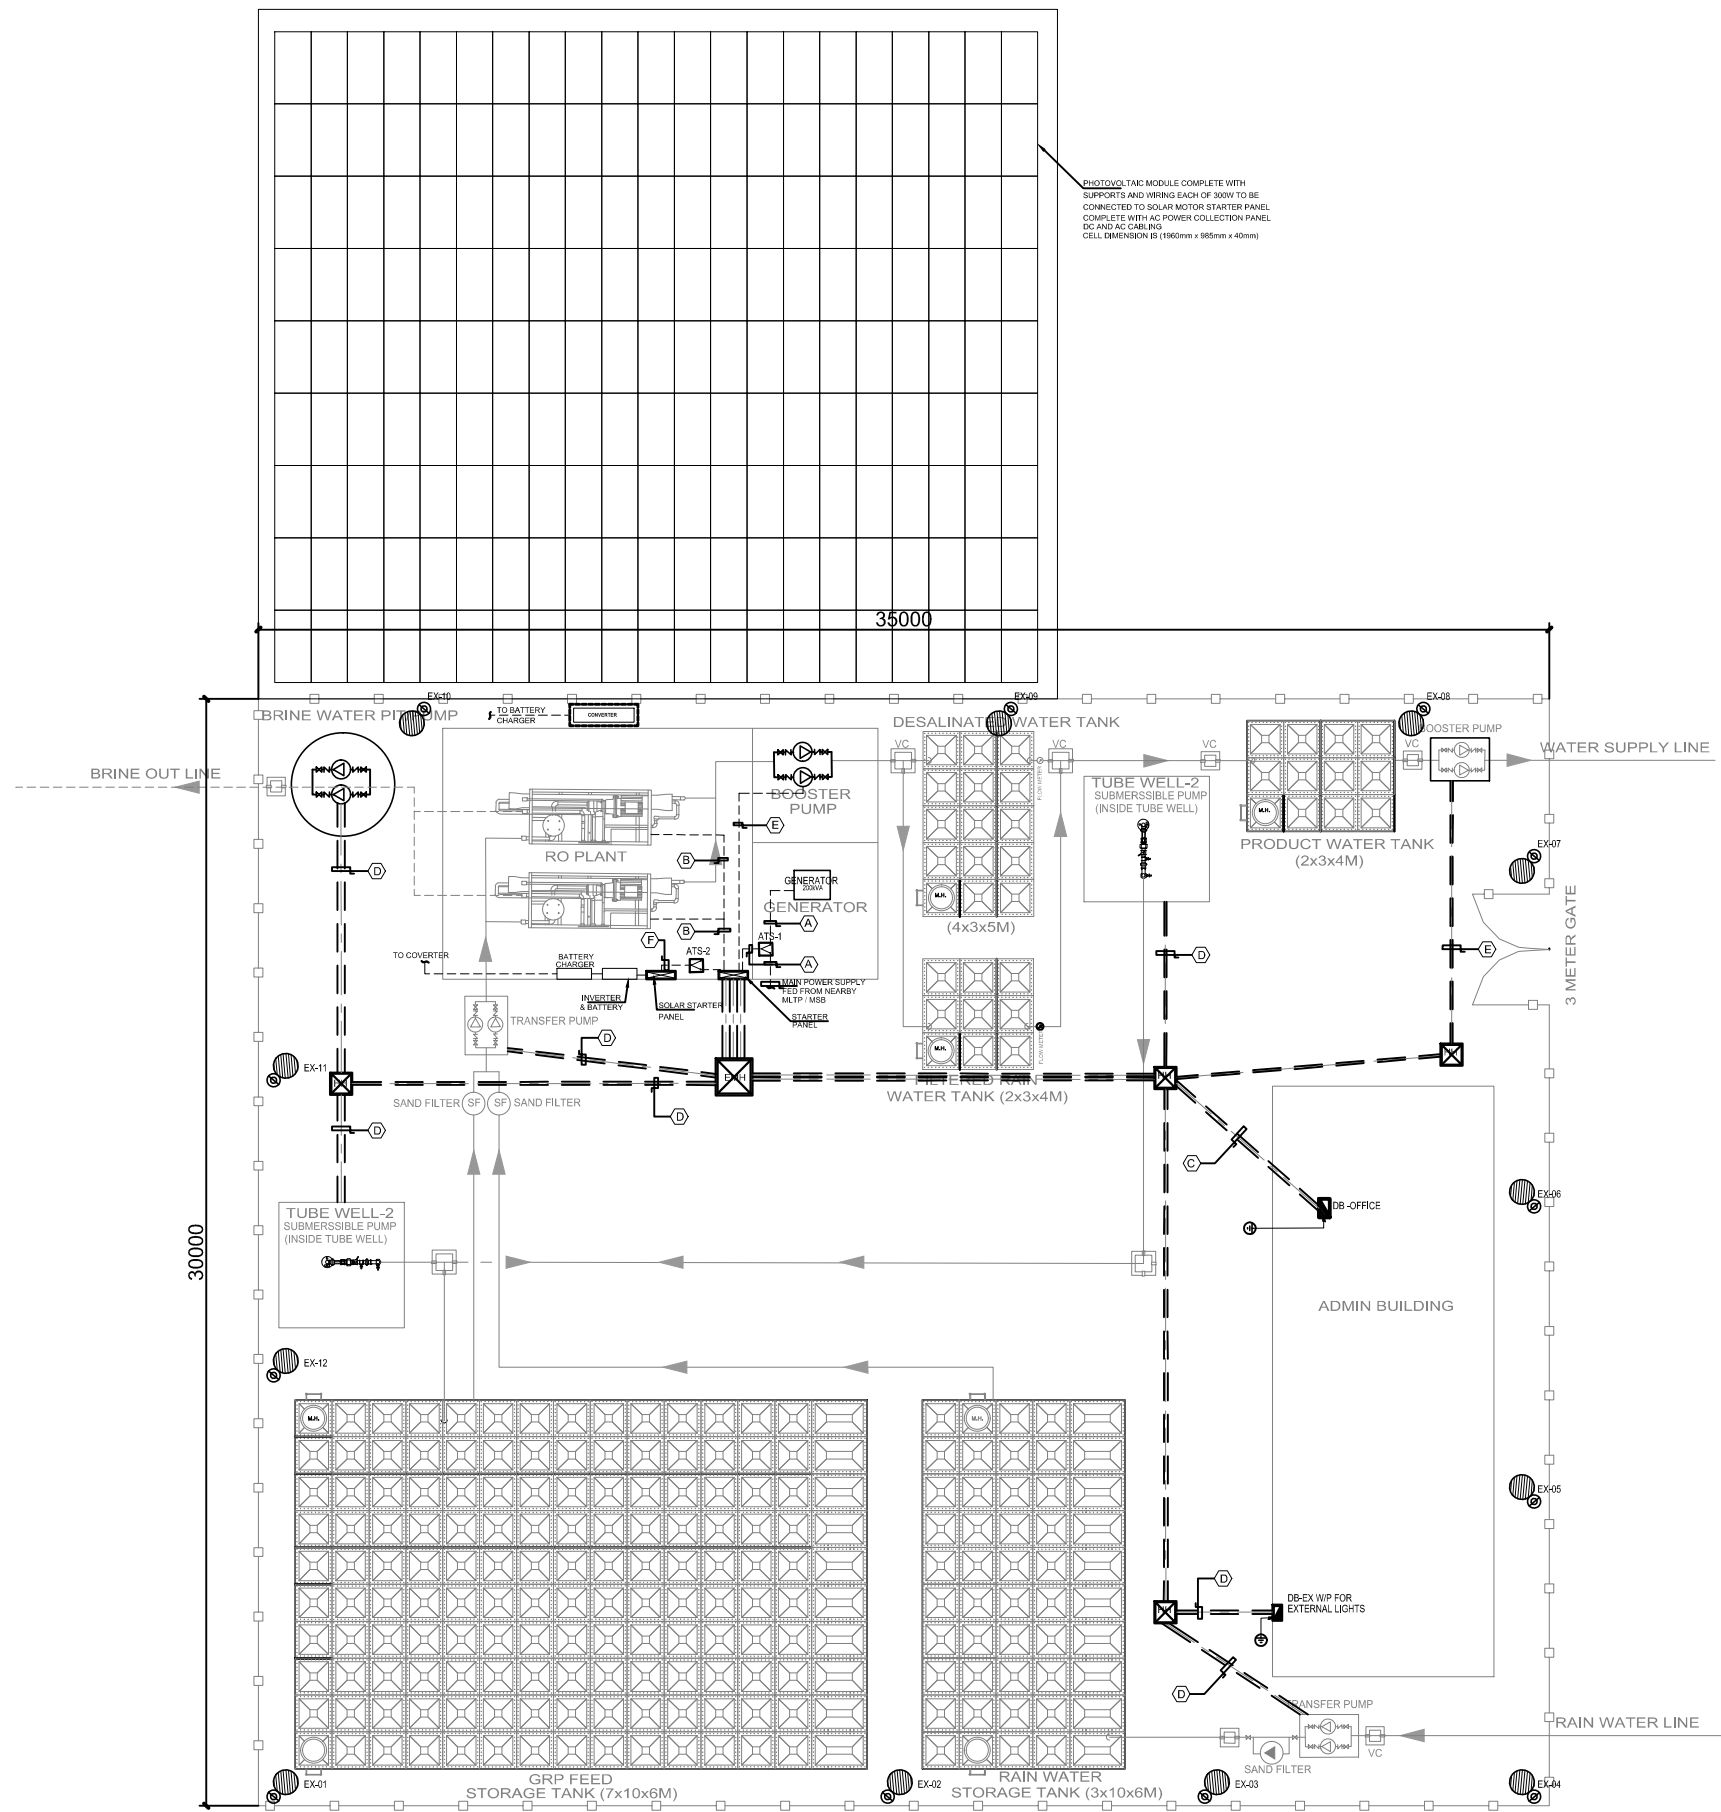 PHOTOVOLTAIC MODULE COMPLETE WITH
SUPPORTS AND WIRING EACH OF 300W TO BE
CONNECTED TO SOLAR MOTOR STARTER PANEL
COMPLETE WITH AC POWER COLLECTION PANEL
DC AND AC CABLING
CELL DIMENSION IS (1960mm x 985mm x 40mm)
35000
EX-10
EX-09
EX-08
BRINE WATER PIT PUMP
TO BATTERY
CHARGER
CONVERTER
DESALINATED WATER TANK
BOOSTER PUMP
VC
VC
VC
VC
WATER SUPPLY LINE
BRINE OUT LINE
FLOW METER
TUBE WELL-2
SUBMERSSIBLE PUMP
(INSIDE TUBE WELL)
BOOSTER
PUMP
E
RO PLANT
B
PRODUCT WATER TANK
(2x3x4M)
EX-07
D
GENERATOR
200kVA
GENERATOR
M.H.
M.H.
3 METER GATE
A
B
(4x3x5M)
F
ATS-2
ATS-1
A
D
E
TO COVERTER
BATTERY
CHARGER
INVERTER
& BATTERY
SOLAR STARTER
PANEL
MAIN POWER SUPPLY
FED FROM NEARBY
MLTP / MSB
STARTER
PANEL
TRANSFER PUMP
D
M.H.
FLOW METER
EX-11
EMH
FILTERED RAIN
WATER TANK (2x3x4M)
SAND FILTER
SF
SF
SAND FILTER
D
D
C
EX-06
DB -OFFICE
TUBE WELL-2
SUBMERSSIBLE PUMP
(INSIDE TUBE WELL)
30000
ADMIN BUILDING
EX-12
M.H.
M.H.
EX-05
D
DB-EX W/P FOR
EXTERNAL LIGHTS
D
TRANSFER PUMP
RAIN WATER LINE
VC
SAND FILTER
EX-01
GRP FEED
STORAGE TANK (7x10x6M)
EX-02
RAIN WATER
STORAGE TANK (3x10x6M)
EX-03
EX-04